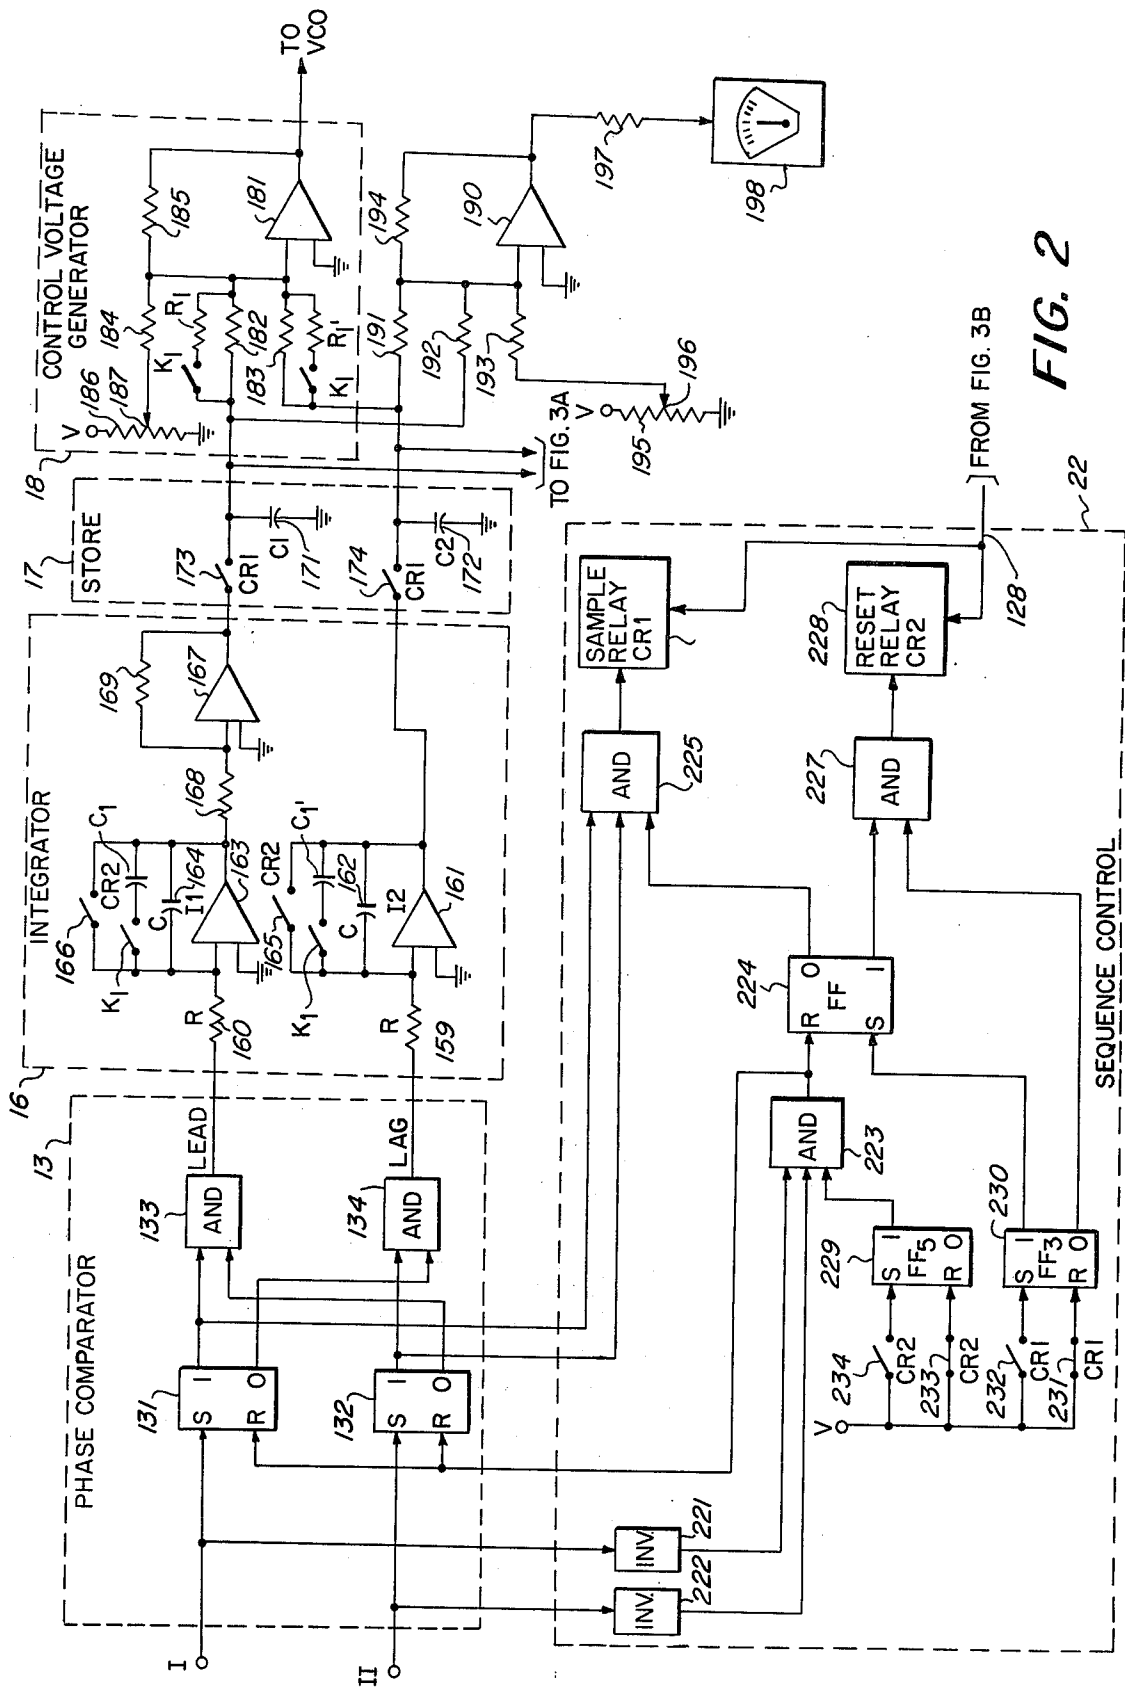 I
II
PHASE COMPARATOR
13
131
S
I
R
O
132
S
I
R
O
133
AND
LEAD
134
AND
LAG
16
INTEGRATOR
R
160
166
K1
CR2
C1
C
164
I1
163
168
169
167
R
159
165
CR2
K1
C1'
C
162
I2
161
17
STORE
173
CR1
C1
171
174
CR1
C2
172
18
CONTROL VOLTAGE
GENERATOR
V
186
187
184
185
K1
R1
182
183
K1
R1'
181
TO
VCO
TO FIG. 3A
191
192
193
194
190
V
195
196
197
198
INV.
221
INV.
222
V
234
CR2
233
CR2
232
CR1
231
CR1
229
S
I
FF5
R
O
230
S
I
FF3
R
O
AND
223
224
R
O
FF
S
I
AND
225
227
AND
SAMPLE
RELAY
CR1
228
RESET
RELAY
CR2
128
FROM FIG. 3B
22
SEQUENCE CONTROL
FIG. 2